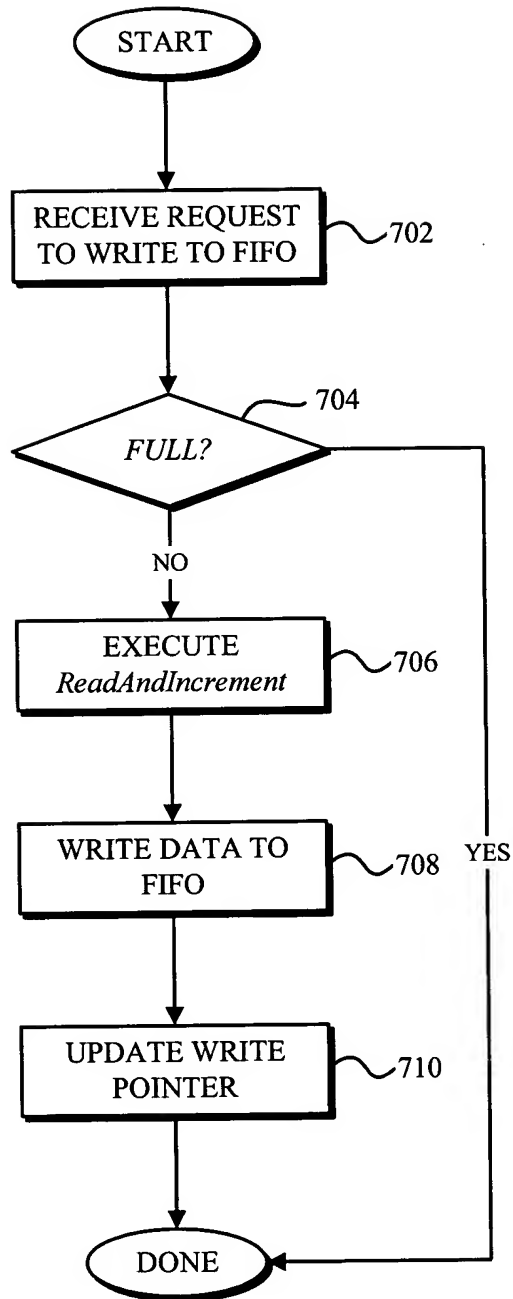 START
RECEIVE REQUEST
TO WRITE TO FIFO
702
704
FULL?
NO
EXECUTE
ReadAndIncrement
706
WRITE DATA TO
FIFO
708
YES
UPDATE WRITE
POINTER
710
DONE